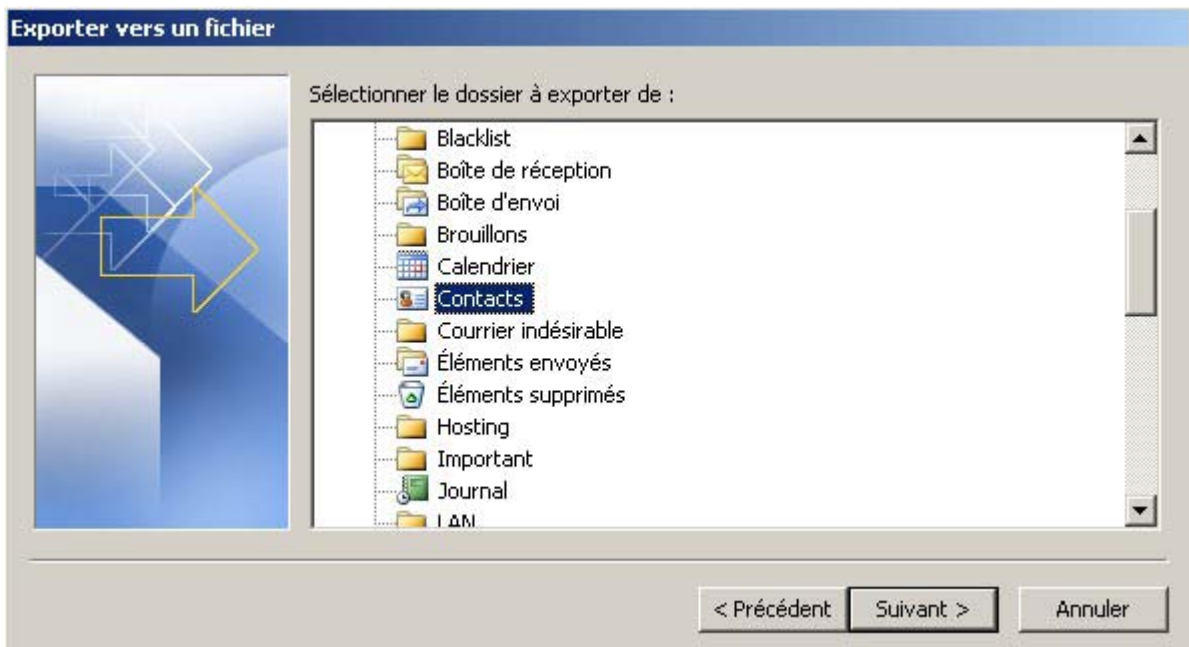 Exporter vers un fichier
Sélectionner le dossier à exporter de :
Blacklist
Boîte de réception
Boîte d'envoi
Brouillons
Calendrier
Contacts
Courrier indésirable
Éléments envoyés
Éléments supprimés
Hosting
Important
Journal
LAN
< Précédent Suivant > Annuler